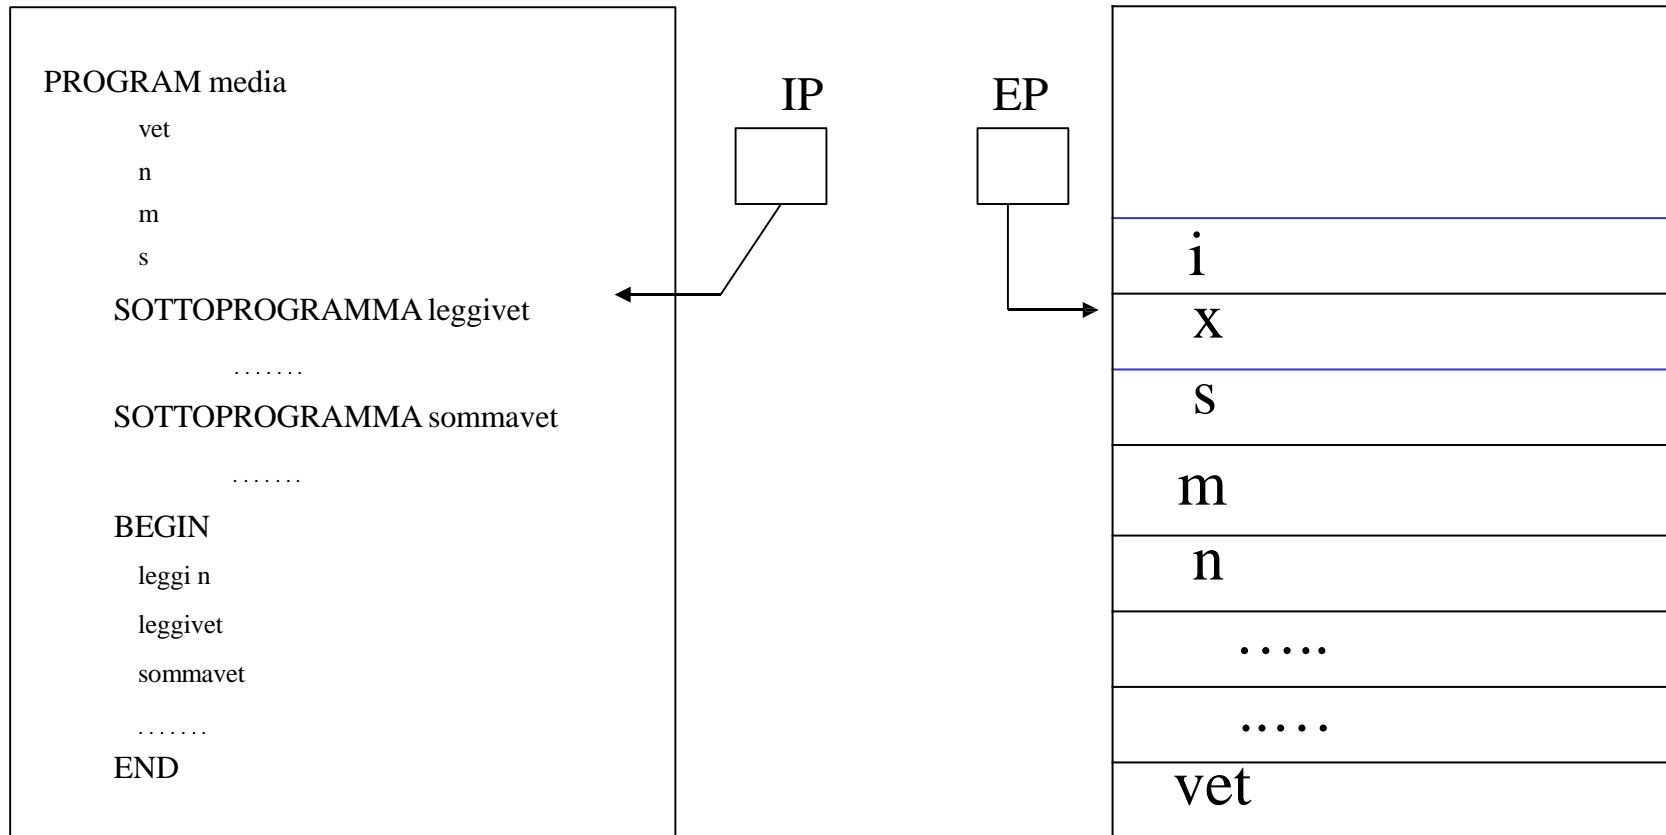 PROGRAM media
vet
n
m
s
SOTTOPROGRAMMA leggivet
.......
SOTTOPROGRAMMA sommavet
.......
BEGIN
leggi n
leggivet
sommavet
.......
END
IP
EP
i
x
s
m
n
.....
.....
vet